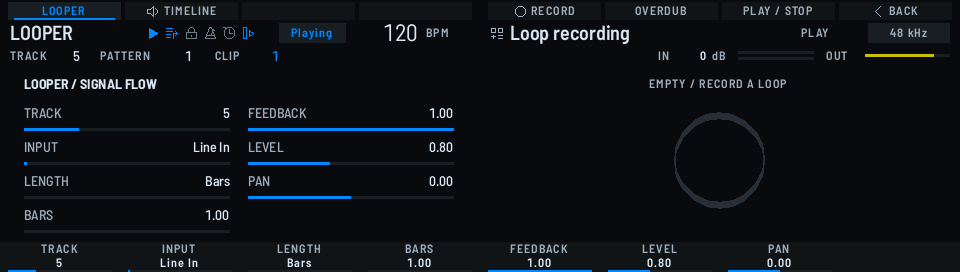 LOOPER TIMELINE RECORD OVERDUB PLAY / STOP BACK
LOOPER Playing 120 BPM Loop recording PLAY 48 kHz
TRACK 5 PATTERN 1 CLIP 1 IN 0 dB OUT
LOOPER / SIGNAL FLOW EMPTY / RECORD A LOOP
TRACK 5 FEEDBACK 1.00
INPUT Line In LEVEL 0.80
LENGTH Bars PAN 0.00
BARS 1.00
TRACK INPUT LENGTH BARS FEEDBACK LEVEL PAN
5 Line In Bars 1.00 1.00 0.80 0.00